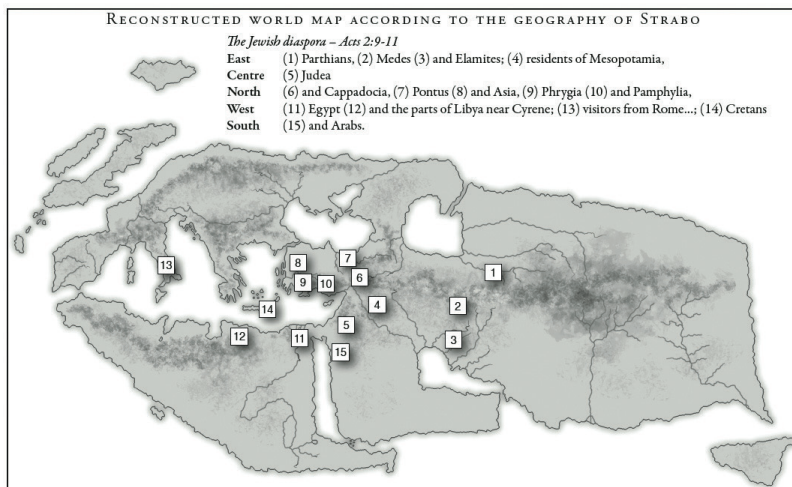 RECONSTRUCTED WORLD MAP ACCORDING TO THE GEOGRAPHY OF STRABO
The Jewish diaspora – Acts 2:9-11
East (1) Parthians, (2) Medes (3) and Elamites; (4) residents of Mesopotamia,
Centre (5) Judea
North (6) and Cappadocia, (7) Pontus (8) and Asia, (9) Phrygia (10) and Pamphylia,
West (11) Egypt (12) and the parts of Libya near Cyrene; (13) visitors from Rome...; (14) Cretans
South (15) and Arabs.
7
13
8
1
6
9
10
2
4
14
5
12
11
3
15